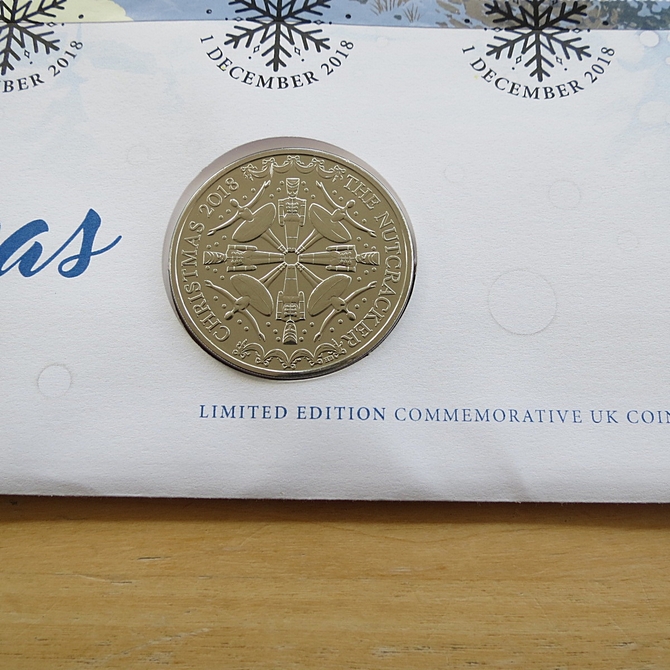 BER 2018
1 DECEMBER 2018
1 DECEMBER 2018
as
CHRISTMAS 2018
THE NUTCRACKER
LIMITED EDITION COMMEMORATIVE UK COIN